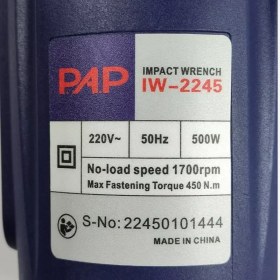 PAP
IMPACT WRENCH
IW-2245
220V~ 50Hz 500W
No-load speed 1700rpm
Max Fastening Torque 450 N.m
S-No: 22450101444
MADE IN CHINA